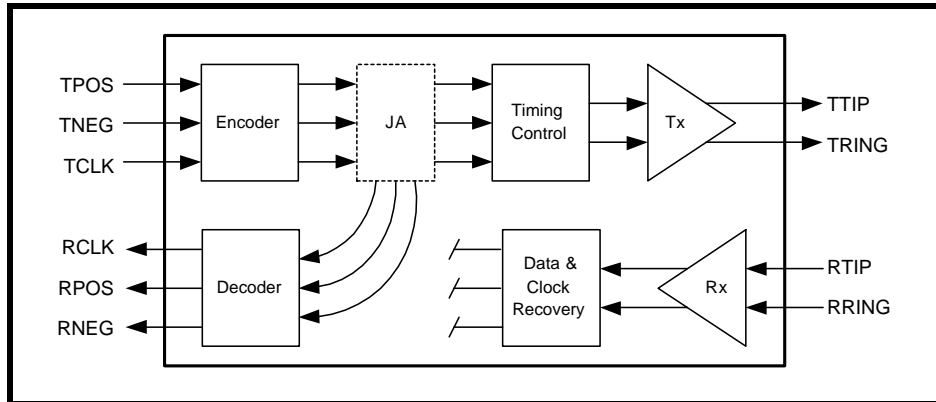 TPOS
TNEG
TCLK
Encoder
JA
Timing
Control
Tx
TTIP
TRING
RCLK
RPOS
RNEG
Decoder
Data &
Clock
Recovery
Rx
RTIP
RRING